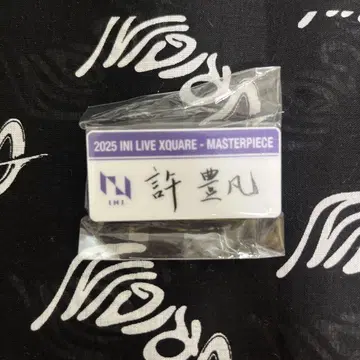 2025 INI LIVE XQUARE - MASTERPIECE
許豊凡
INI